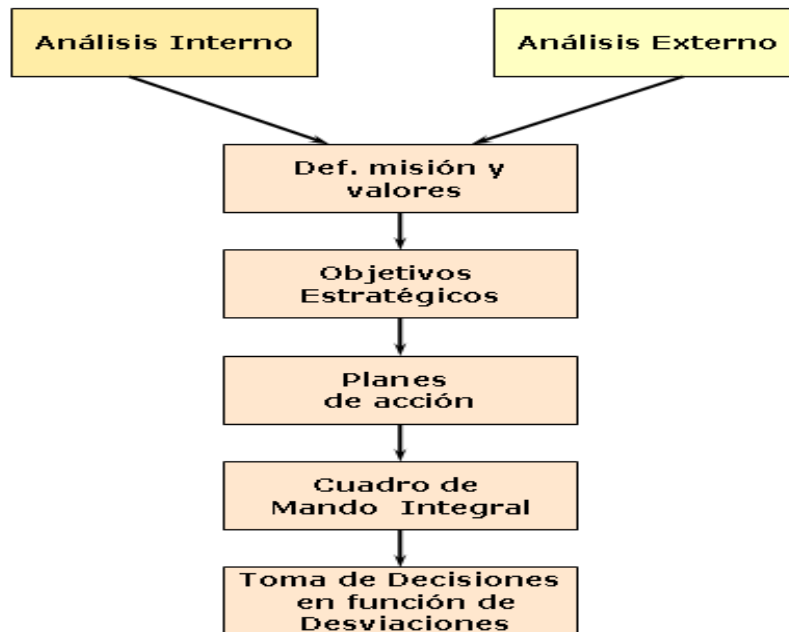 Análisis Interno
Análisis Externo
Def. misión y
valores
Objetivos
Estratégicos
Planes
de acción
Cuadro de
Mando Integral
Toma de Decisiones
en función de
Desviaciones